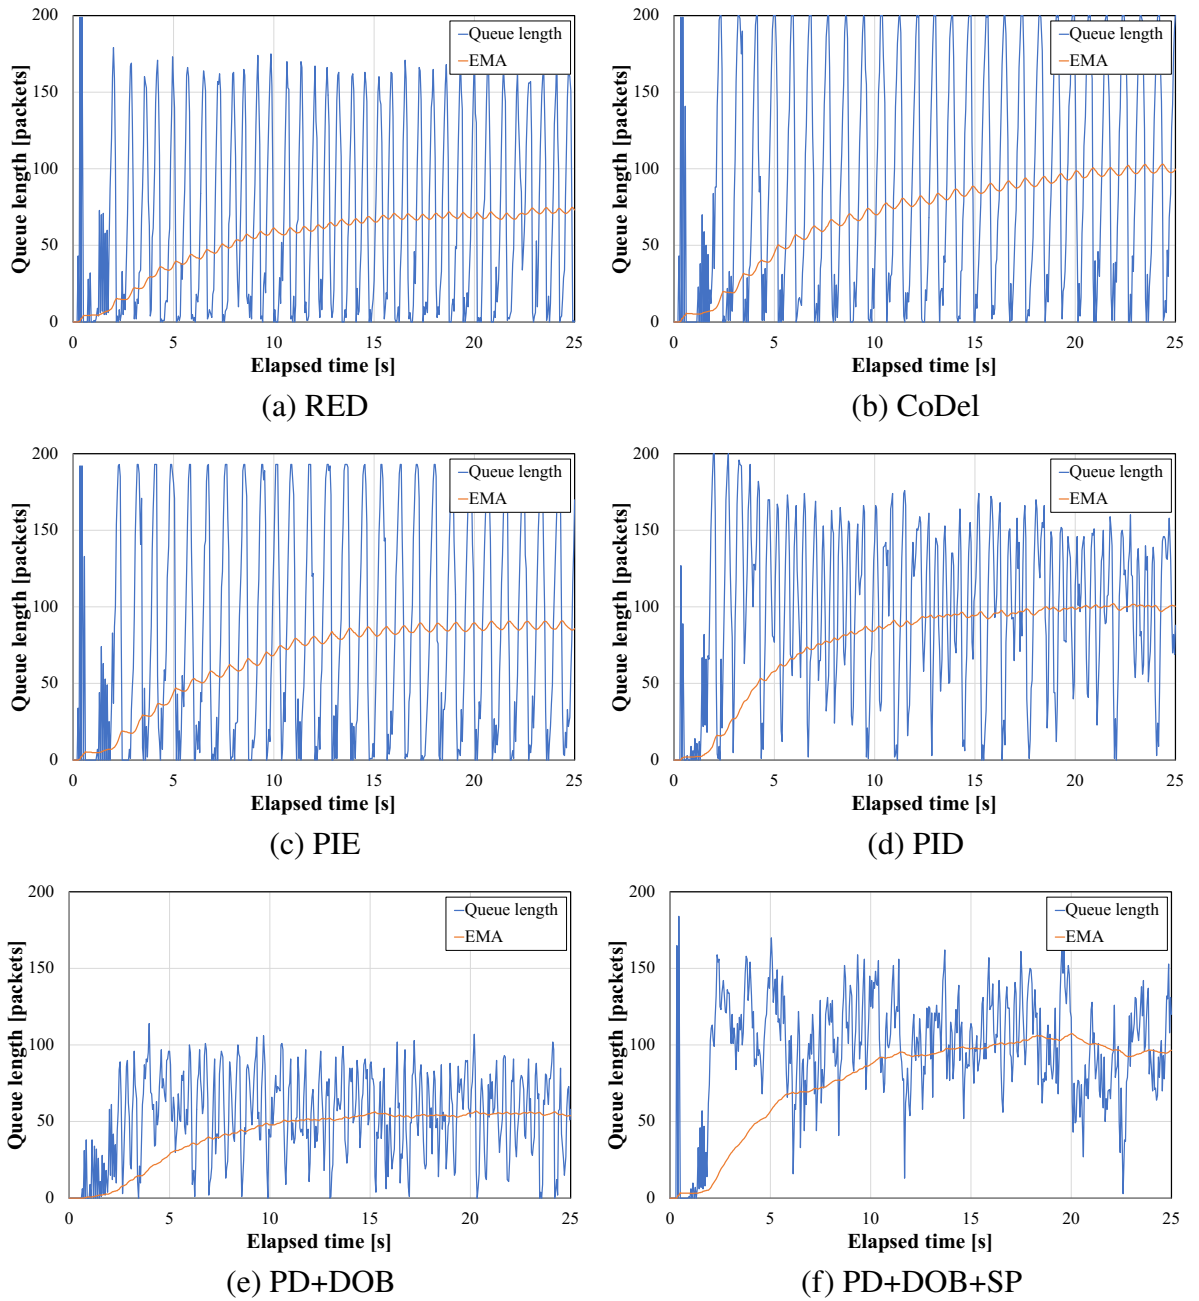 Queue length [packets]
200
150
100
50
0
Queue length
EMA
0 5 10 15 20 25
Elapsed time [s]
(a) RED
Queue length [packets]
200
150
100
50
0
Queue length
EMA
0 5 10 15 20 25
Elapsed time [s]
(b) CoDel
Queue length [packets]
200
150
100
50
0
Queue length
EMA
0 5 10 15 20 25
Elapsed time [s]
(c) PIE
Queue length [packets]
200
150
100
50
0
Queue length
EMA
0 5 10 15 20 25
Elapsed time [s]
(d) PID
Queue length [packets]
200
150
100
50
0
Queue length
EMA
0 5 10 15 20 25
Elapsed time [s]
(e) PD+DOB
Queue length [packets]
200
150
100
50
0
Queue length
EMA
0 5 10 15 20 25
Elapsed time [s]
(f) PD+DOB+SP